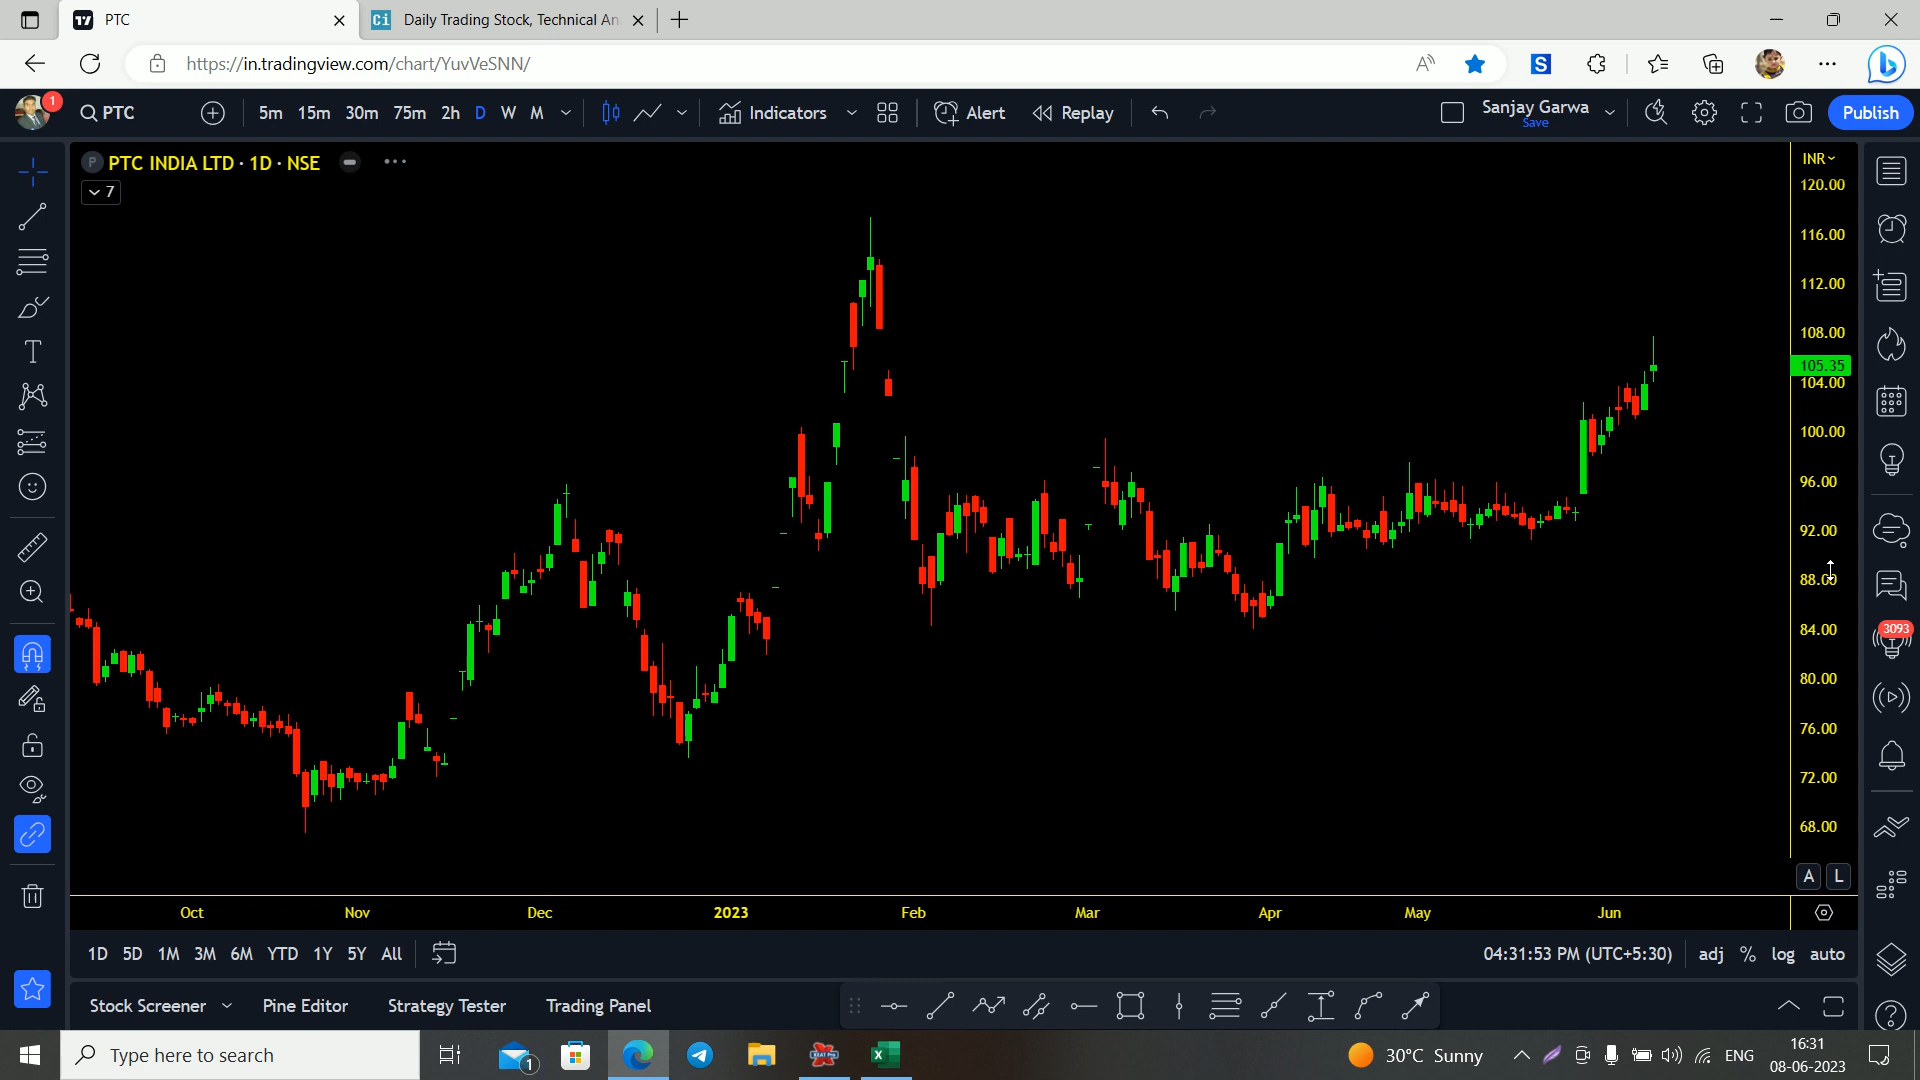 PTC
Ci Daily Trading Stock, Technical An
https://in.tradingview.com/chart/YuvVeSNN/
1 PTC 5m 15m 30m 75m 2h D W M Indicators Alert Replay Sanjay Garwa Save Publish
P PTC INDIA LTD · 1D · NSE
7
INR
120.00
116.00
112.00
108.00
105.35
104.00
100.00
96.00
92.00
88.00
84.00
80.00
76.00
72.00
68.00
3093
A L
Oct Nov Dec 2023 Feb Mar Apr May Jun
1D 5D 1M 3M 6M YTD 1Y 5Y All 04:31:53 PM (UTC+5:30) adj % log auto
Stock Screener Pine Editor Strategy Tester Trading Panel
Type here to search 1 30°C Sunny ENG 16:31
08-06-2023